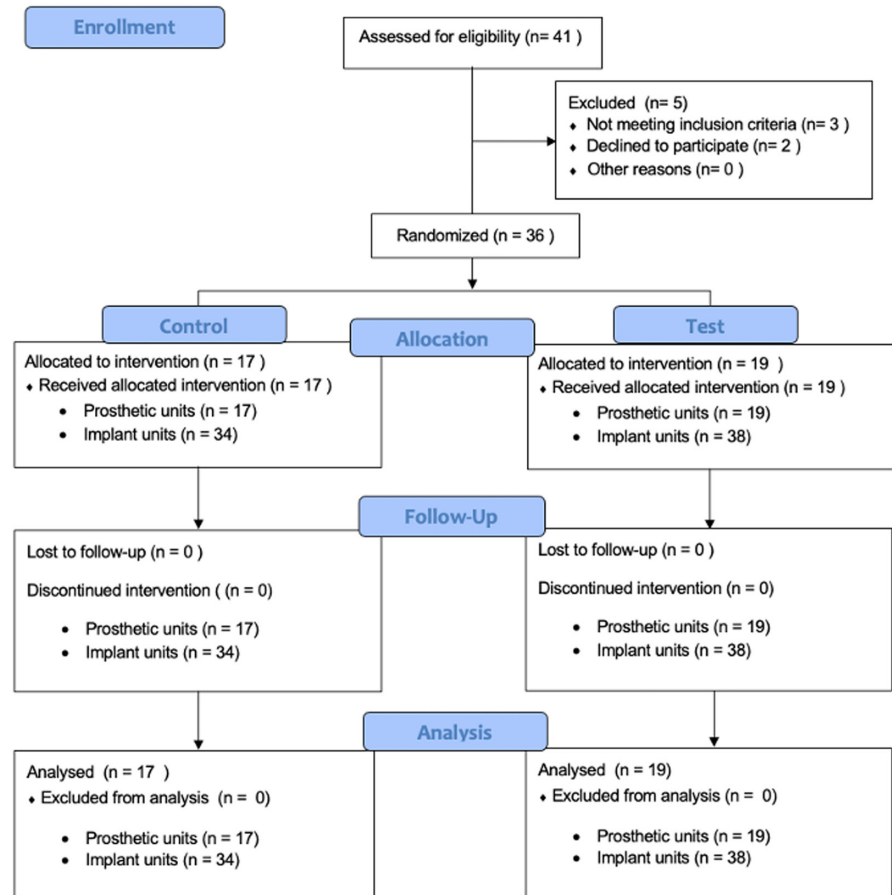 Enrollment
Assessed for eligibility (n= 41 )
Excluded (n= 5)
♦ Not meeting inclusion criteria (n= 3 )
♦ Declined to participate (n= 2 )
♦ Other reasons (n= 0 )
Randomized (n = 36 )
Control
Allocation
Test
Allocated to intervention (n = 17 )
♦ Received allocated intervention (n = 17 )
• Prosthetic units (n = 17)
• Implant units (n = 34)
Allocated to intervention (n = 19 )
♦ Received allocated intervention (n = 19 )
• Prosthetic units (n = 19)
• Implant units (n = 38)
Follow-Up
Lost to follow-up (n = 0 )
Discontinued intervention ( (n = 0)
• Prosthetic units (n = 17)
• Implant units (n = 34)
Lost to follow-up (n = 0 )
Discontinued intervention (n = 0)
• Prosthetic units (n = 19)
• Implant units (n = 38)
Analysis
Analysed (n = 17 )
♦ Excluded from analysis (n = 0)
• Prosthetic units (n = 17)
• Implant units (n = 34)
Analysed (n = 19)
♦ Excluded from analysis (n = 0)
• Prosthetic units (n = 19)
• Implant units (n = 38)